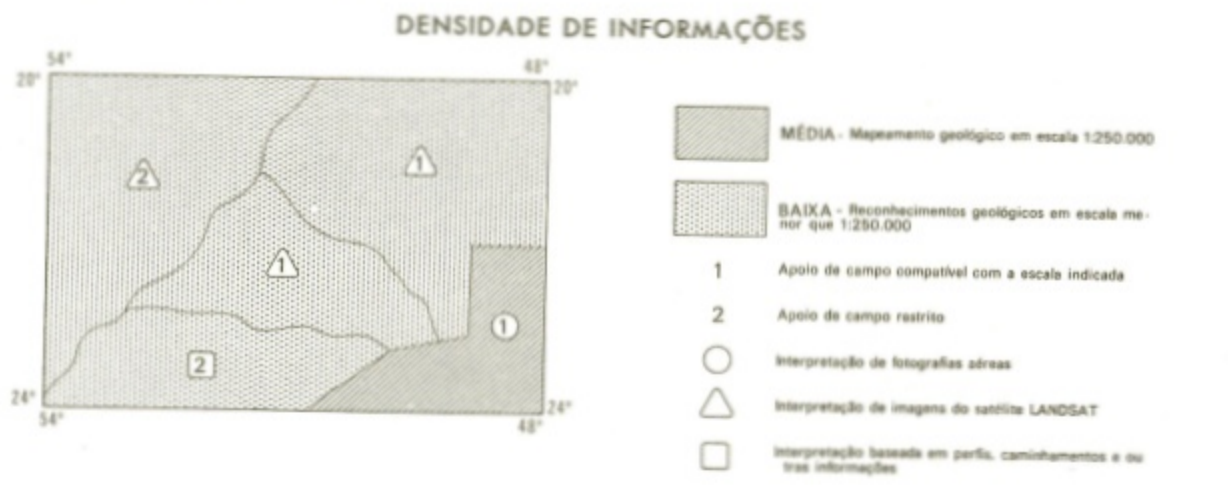 DENSIDADE DE INFORMAÇÕES
54°
48°
20°
20°
2
1
1
1
2
24°
24°
54°
48°
MÉDIA - Mapeamento geológico em escala 1:250.000
BAIXA - Reconhecimentos geológicos em escala me-
nor que 1:250.000
1 Apoio de campo compatível com a escala indicada
2 Apoio de campo restrito
Interpretação de fotografias aéreas
Interpretação de imagens do satélite LANDSAT
Interpretação baseada em perfis, caminhamentos e ou
tras informações